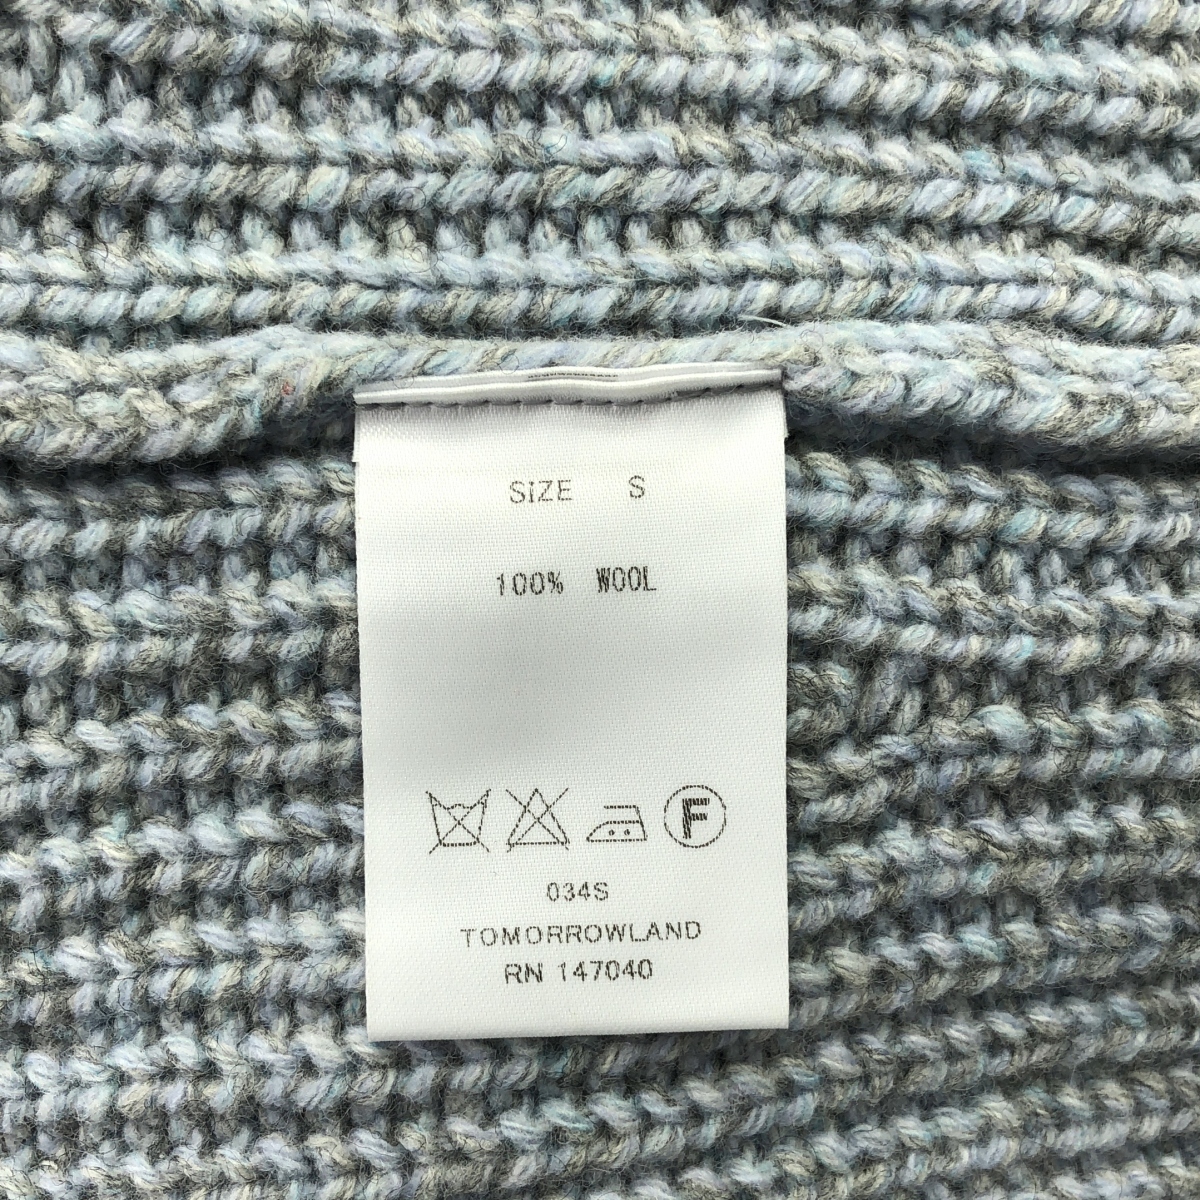 SIZE S
100% WOOL
F
034S
TOMORROWLAND
RN 147040